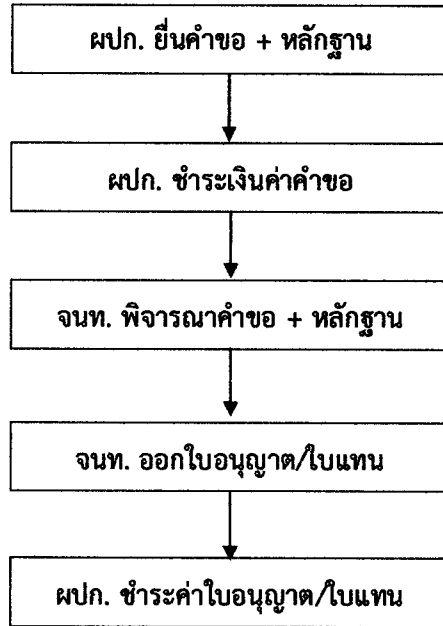 ผปก. ยื่นคำขอ + หลักฐาน
ผปก. ชำระเงินค่าคำขอ
จนท. พิจารณาคำขอ + หลักฐาน
จนท. ออกใบอนุญาต/ใบแทน
ผปก. ชำระค่าใบอนุญาต/ใบแทน